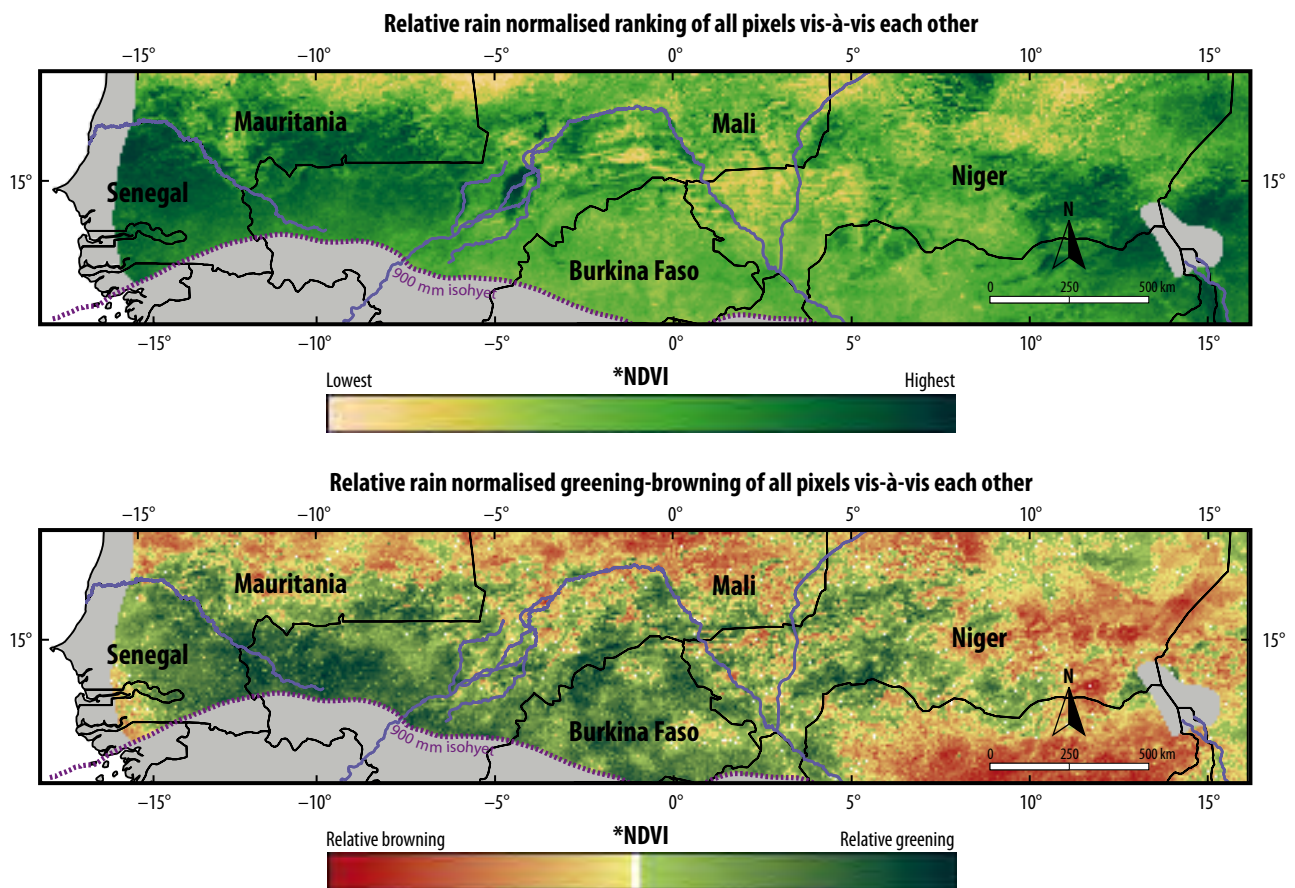 Relative rain normalised ranking of all pixels vis-à-vis each other
−15° −10° −5° 0° 5° 10° 15°
Mauritania
Mali
15° Senegal Niger 15°
N
Burkina Faso
900 mm isohyet
0 250 500 km
−15° −10° −5° 0° 5° 10° 15°
*NDVI
Lowest Highest
Relative rain normalised greening-browning of all pixels vis-à-vis each other
−15° −10° −5° 0° 5° 10° 15°
Mauritania
Mali
15° Senegal Niger 15°
N
Burkina Faso
900 mm isohyet
0 250 500 km
−15° −10° −5° 0° 5° 10° 15°
*NDVI
Relative browning Relative greening